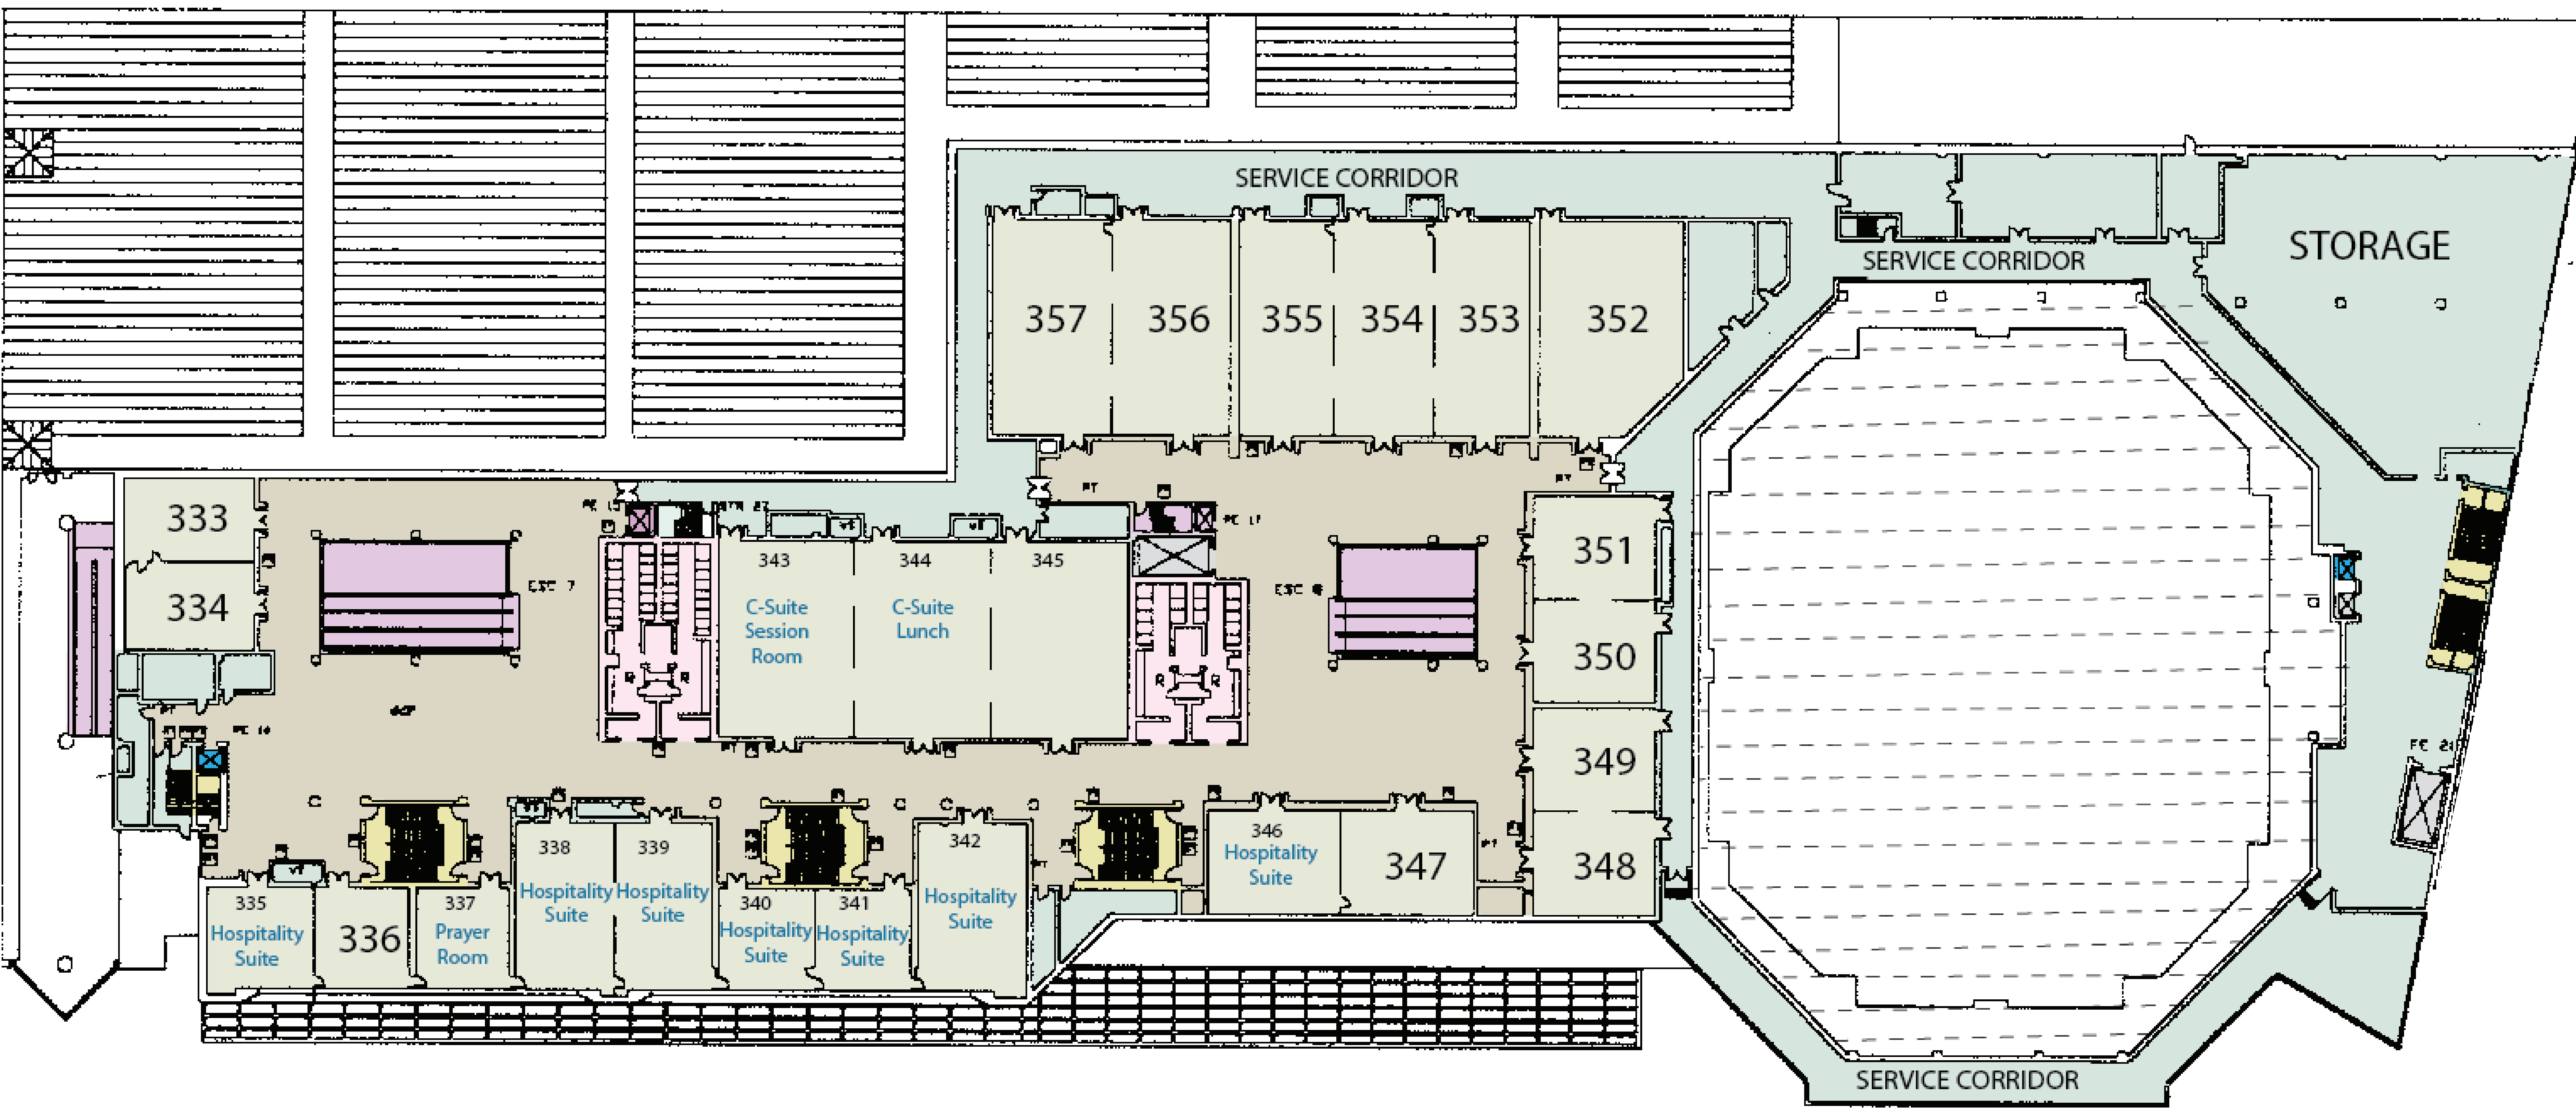 SERVICE CORRIDOR
STORAGE
SERVICE CORRIDOR
357
356
355
354
353
352
333
334
ESC 7
343
C-Suite
Session
Room
344
C-Suite
Lunch
345
351
350
349
348
R
R
R
R
335
Hospitality
Suite
336
337
Prayer
Room
338
Hospitality
Suite
339
Hospitality
Suite
340
Hospitality
Suite
341
Hospitality
Suite
342
Hospitality
Suite
346
Hospitality
Suite
347
SERVICE CORRIDOR